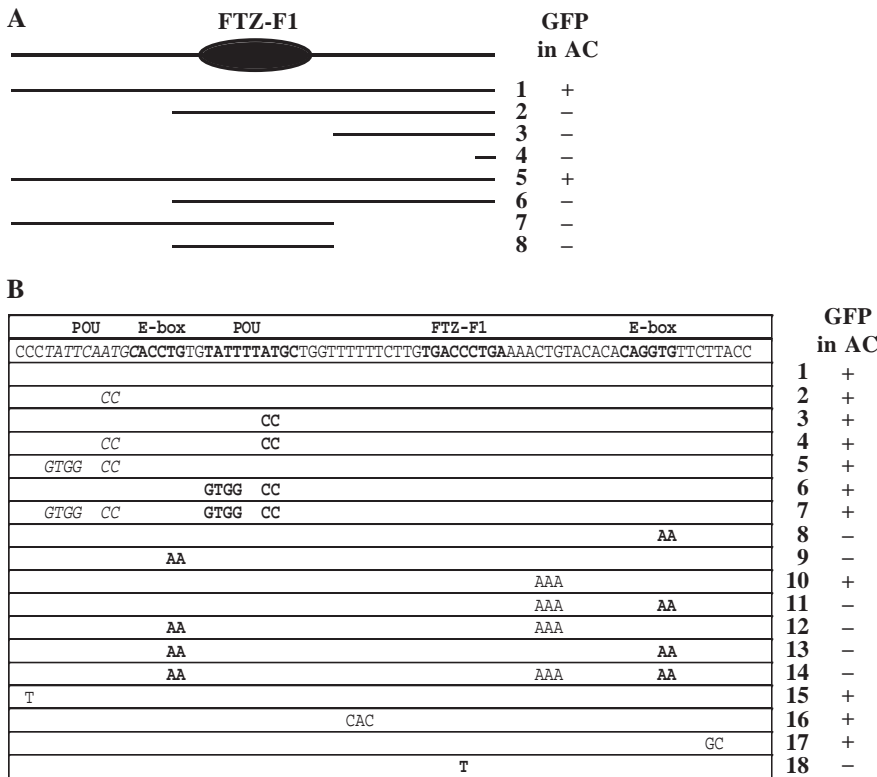 A
FTZ-F1
GFP
in AC
1 +
2 –
3 –
4 –
5 +
6 –
7 –
8 –
B
GFP
in AC
POU E-box POU FTZ-F1 E-box
CCCTATTCAATGCACCTGTGTATTTTATGCTGGTTTTTTCTTGTGACCCTGAAAACTGTACACACAGGTGTTCTTACC
1 +
CC 2 +
CC 3 +
CC CC 4 +
GTGG CC 5 +
GTGG CC 6 +
GTGG CC GTGG CC 7 +
AA 8 –
AA 9 –
AAA 10 +
AAA AA 11 –
AA AAA 12 –
AA AA 13 –
AA AAA AA 14 –
T 15 +
CAC 16 +
GC 17 +
T 18 –